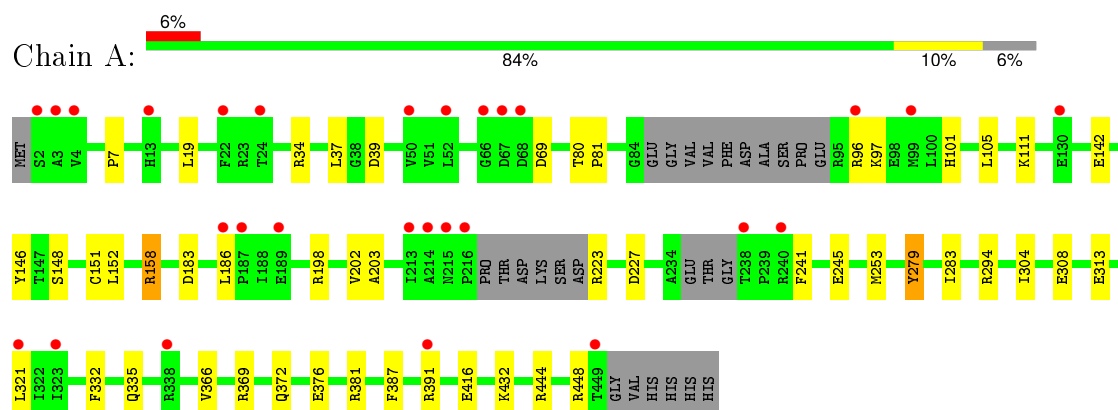 6%
Chain A:
84% 10% 6%
MET S2 A3 V4 P7 H13 L19 F22 R23 T24 R34 L37 G38 D39 V50 V51 L52 G66 D67 D68 D69 T80 P81 G84 GLU GLY VAL VAL PHE ASP ALA SER PRO GLU R95 R96 K97 E98 M99 L100 H101 L105 K111 E130 E142
Y146 T147 S148 C151 L152 R158 D183 L186 P187 I188 E189 R198 V202 A203 I213 A214 N215 P216 PRO THR ASP LYS SER ASP R223 D227 A234 GLU THR GLY T238 P239 R240 F241 E245 M253 Y279 I283 R294 I304 E308 E313
L321 I322 I323 F332 Q335 R338 V366 R369 Q372 E376 R381 F387 R391 E416 K432 R444 R448 T449 GLY VAL HIS HIS HIS HIS